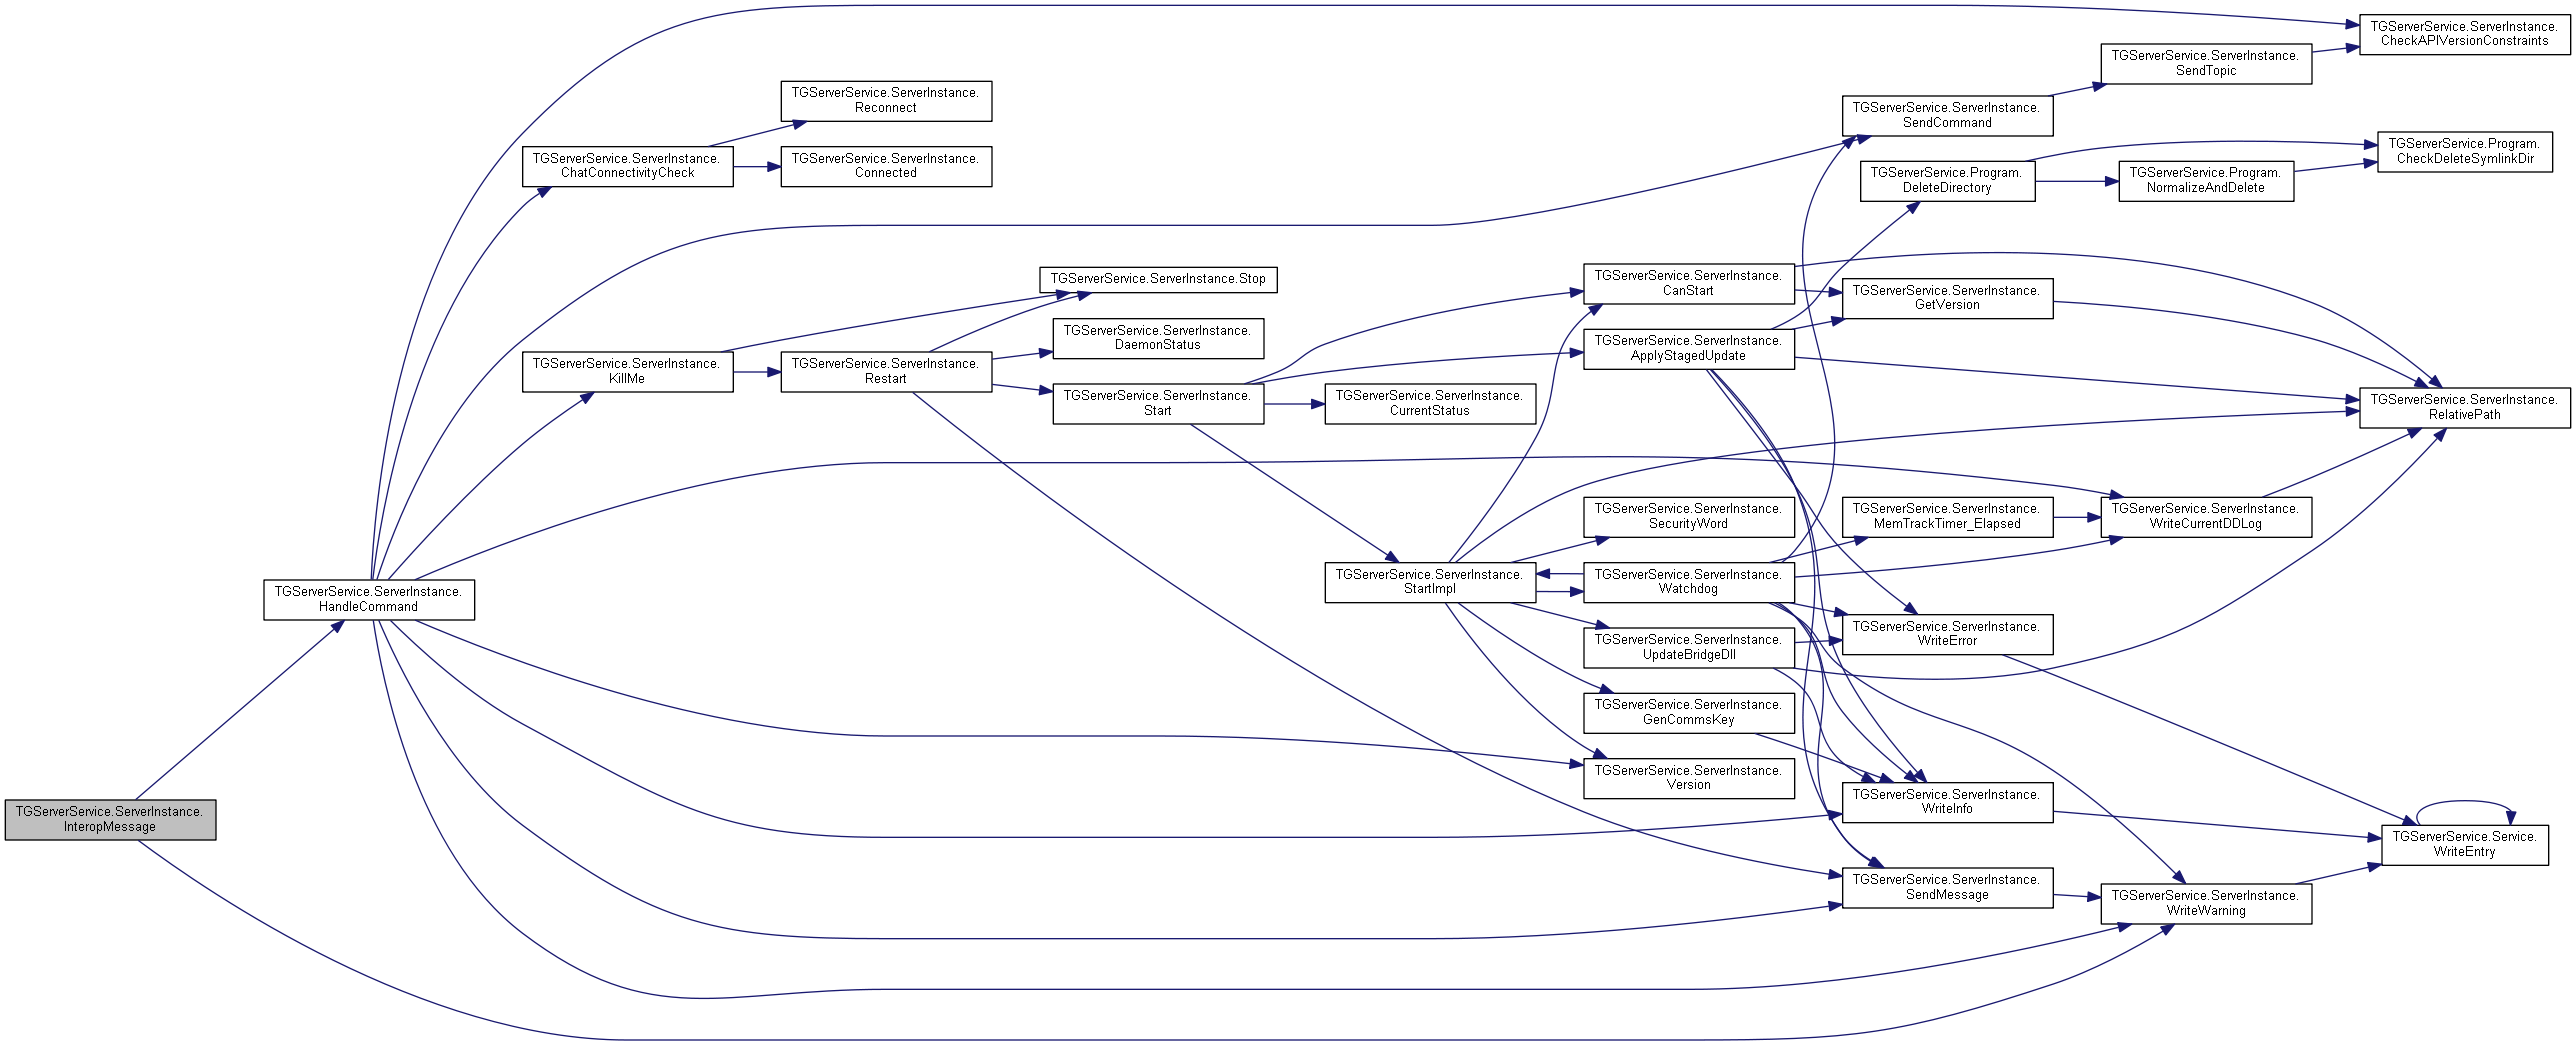 TGServerService.ServerInstance.
InteropMessage
TGServerService.ServerInstance.
HandleCommand
TGServerService.ServerInstance.
ChatConnectivityCheck
TGServerService.ServerInstance.
KillMe
TGServerService.ServerInstance.
Reconnect
TGServerService.ServerInstance.
Connected
TGServerService.ServerInstance.
Restart
TGServerService.ServerInstance.Stop
TGServerService.ServerInstance.
DaemonStatus
TGServerService.ServerInstance.
Start
TGServerService.ServerInstance.
CurrentStatus
TGServerService.ServerInstance.
StartImpl
TGServerService.ServerInstance.
CanStart
TGServerService.ServerInstance.
ApplyStagedUpdate
TGServerService.ServerInstance.
SecurityWord
TGServerService.ServerInstance.
Watchdog
TGServerService.ServerInstance.
UpdateBridgeDll
TGServerService.ServerInstance.
GenCommsKey
TGServerService.ServerInstance.
Version
TGServerService.ServerInstance.
SendCommand
TGServerService.Program.
DeleteDirectory
TGServerService.ServerInstance.
GetVersion
TGServerService.ServerInstance.
MemTrackTimer_Elapsed
TGServerService.ServerInstance.
WriteError
TGServerService.ServerInstance.
WriteInfo
TGServerService.ServerInstance.
SendMessage
TGServerService.ServerInstance.
SendTopic
TGServerService.Program.
NormalizeAndDelete
TGServerService.ServerInstance.
WriteCurrentDDLog
TGServerService.ServerInstance.
WriteWarning
TGServerService.ServerInstance.
CheckAPIVersionConstraints
TGServerService.Program.
CheckDeleteSymlinkDir
TGServerService.ServerInstance.
RelativePath
TGServerService.Service.
WriteEntry